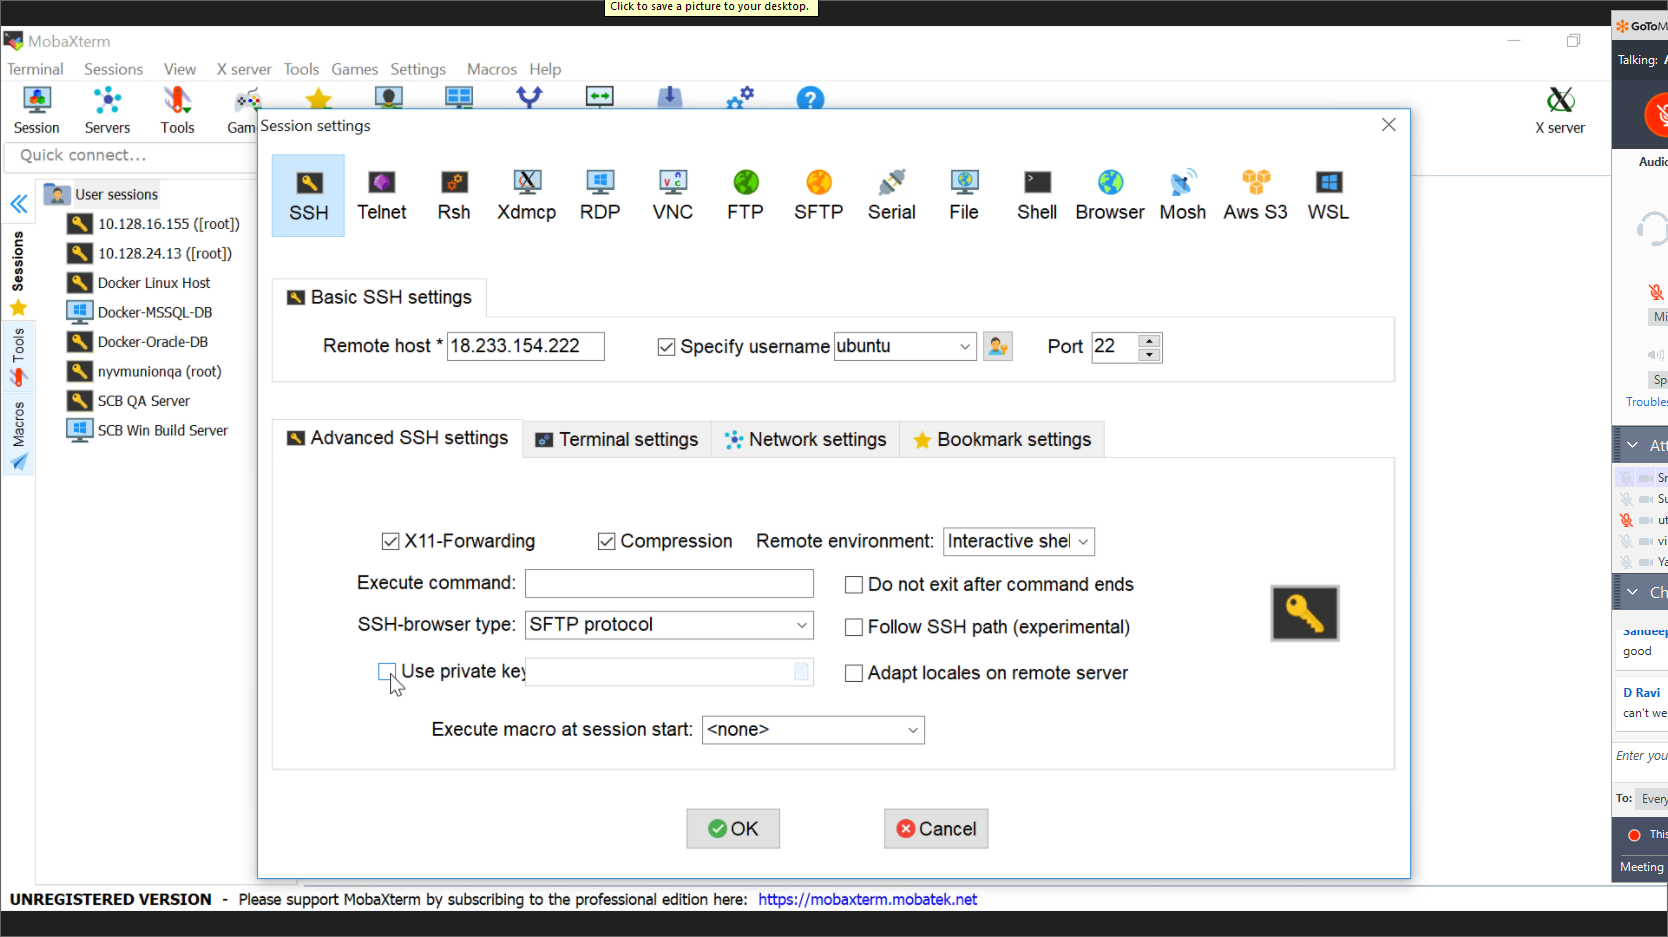 Click to save a picture to your desktop.
MobaXterm
Terminal Sessions View X server Tools Games Settings Macros Help
Session Servers Tools Gam X server
Quick connect...
User sessions
10.128.16.155 ([root])
10.128.24.13 ([root])
Docker Linux Host
Docker-MSSQL-DB
Docker-Oracle-DB
nyvmunionqa (root)
SCB QA Server
SCB Win Build Server
Sessions
Tools
Macros
Session settings
SSH Telnet Rsh Xdmcp RDP VNC FTP SFTP Serial File Shell Browser Mosh Aws S3 WSL
Basic SSH settings
Remote host * 18.233.154.222 Specify username ubuntu Port 22
Advanced SSH settings Terminal settings Network settings Bookmark settings
X11-Forwarding Compression Remote environment: Interactive shel
Execute command: Do not exit after command ends
SSH-browser type: SFTP protocol Follow SSH path (experimental)
Use private key Adapt locales on remote server
Execute macro at session start: <none>
OK Cancel
UNREGISTERED VERSION - Please support MobaXterm by subscribing to the professional edition here: https://mobaxterm.mobatek.net
GoToM
Talking: A
Audio
Mi
Sp
Troubles
Att
Sr
Su
ut
vi
Ya
Ch
Sandeep
good
D Ravi
can't we
Enter you
To: Every
This
Meeting